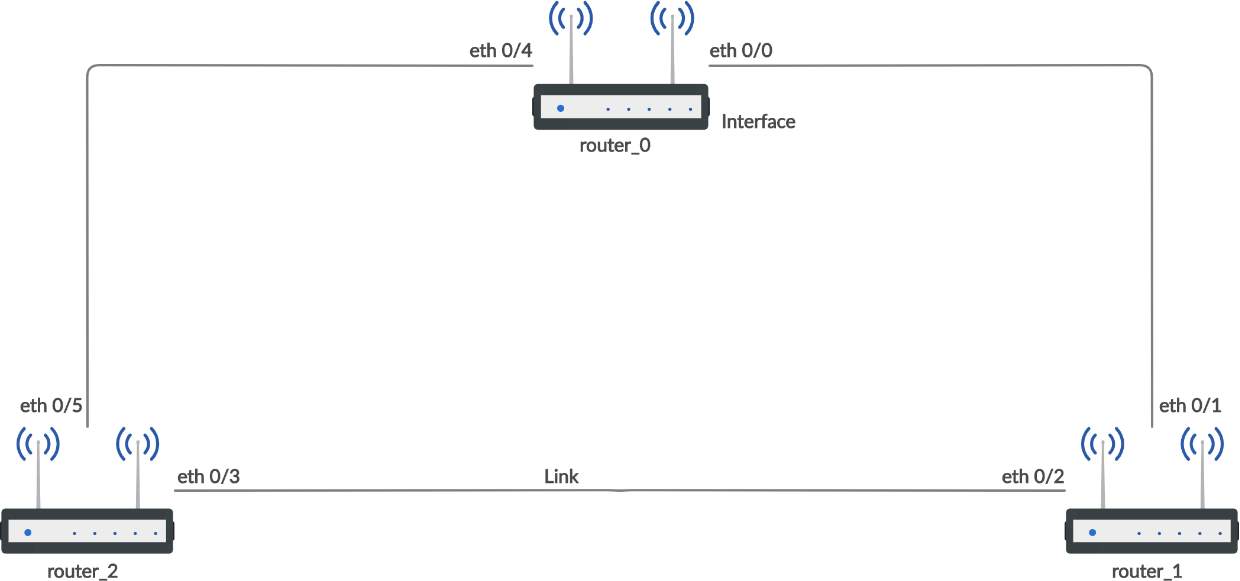 eth 0/4
eth 0/0
Interface
router_0
eth 0/5
eth 0/1
eth 0/3
Link
eth 0/2
router_2
router_1